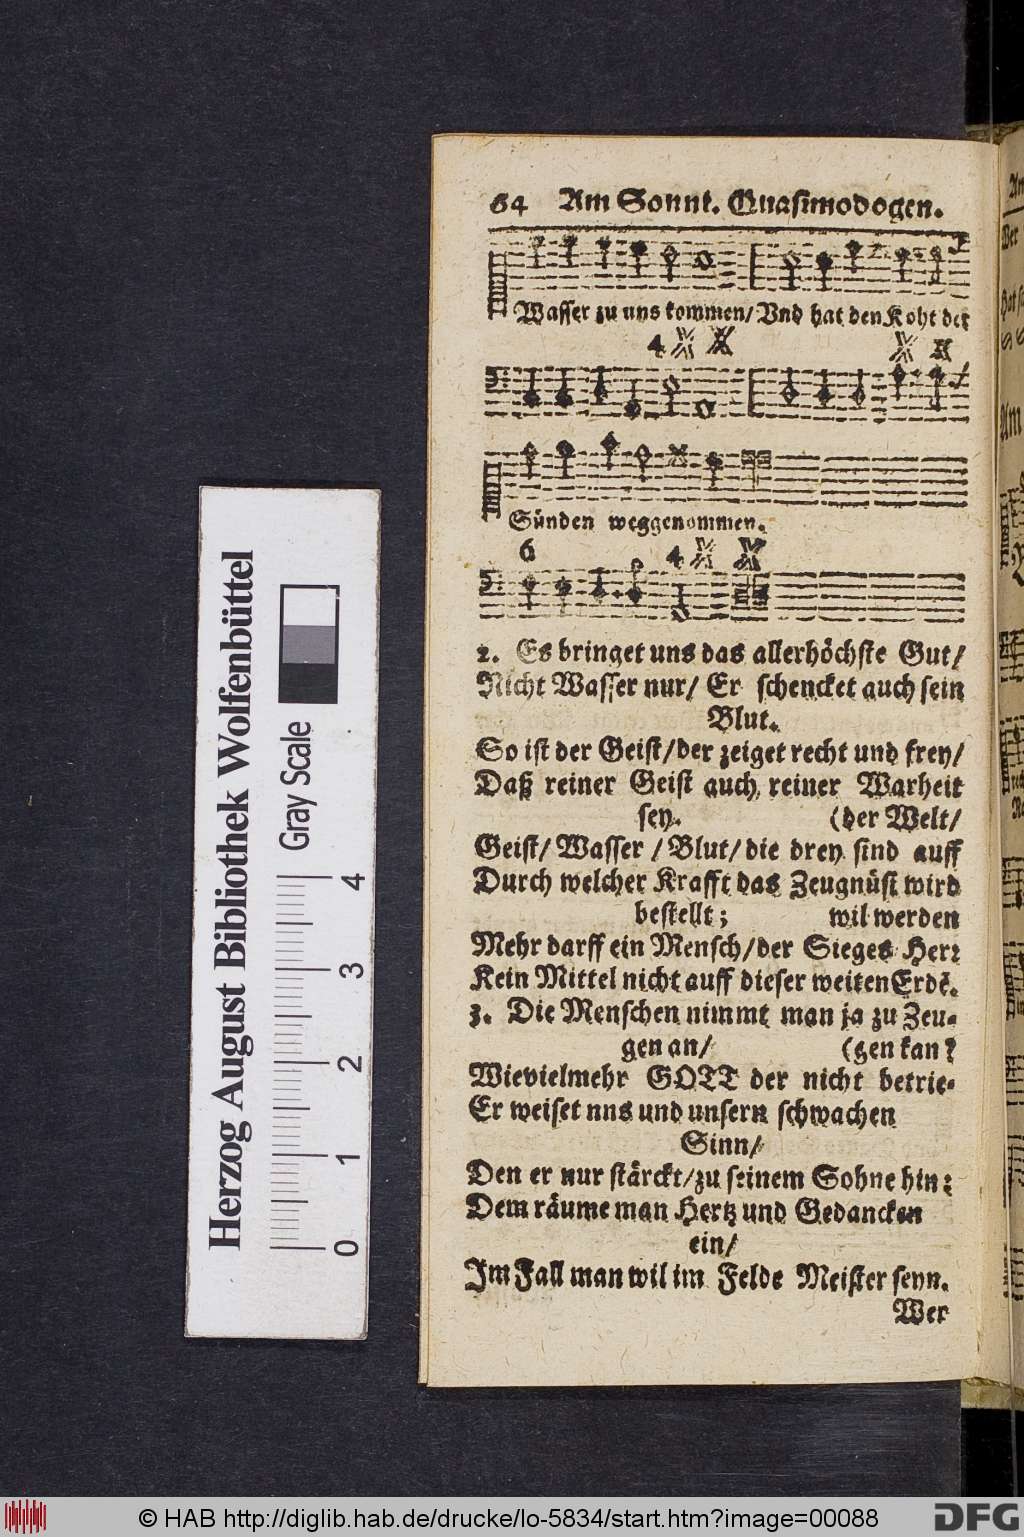 64 Am Sonnt. Quasimodogen.
Wasser zu uns kommen/ Vnd hat den Koht der
4
Sünden weggenommen.
6 4
2. Es bringet uns das allerhöchste Gut/
Nicht Wasser nur/ Er schencket auch sein
Blut.
So ist der Geist/ der zeiget recht und frey/
Daß reiner Geist auch reiner Warheit
sey. (der Welt/
Geist/ Wasser / Blut/ die drey sind auff
Durch welcher Krafft das Zeugnüst wird
bestellt; wil werden
Mehr darff ein Mensch/ der Sieges Herꝛ
Kein Mittel nicht auff dieser weiten Erdē.
3. Die Menschen nimmt man ja zu Zeu-
gen an/ (gen kan?
Wievielmehr GOTT der nicht betrie-
Er weiset nns und unsern schwachen
Sinn/
Den er nur stärckt/ zu seinem Sohne hin:
Dem räume man Hertz und Gedancken
ein/
Im Fall man wil im Felde Meister seyn.
Wer
Herzog August Bibliothek Wolfenbüttel
Gray Scale
0 1 2 3 4
© HAB http://diglib.hab.de/drucke/lo-5834/start.htm?image=00088
DFG